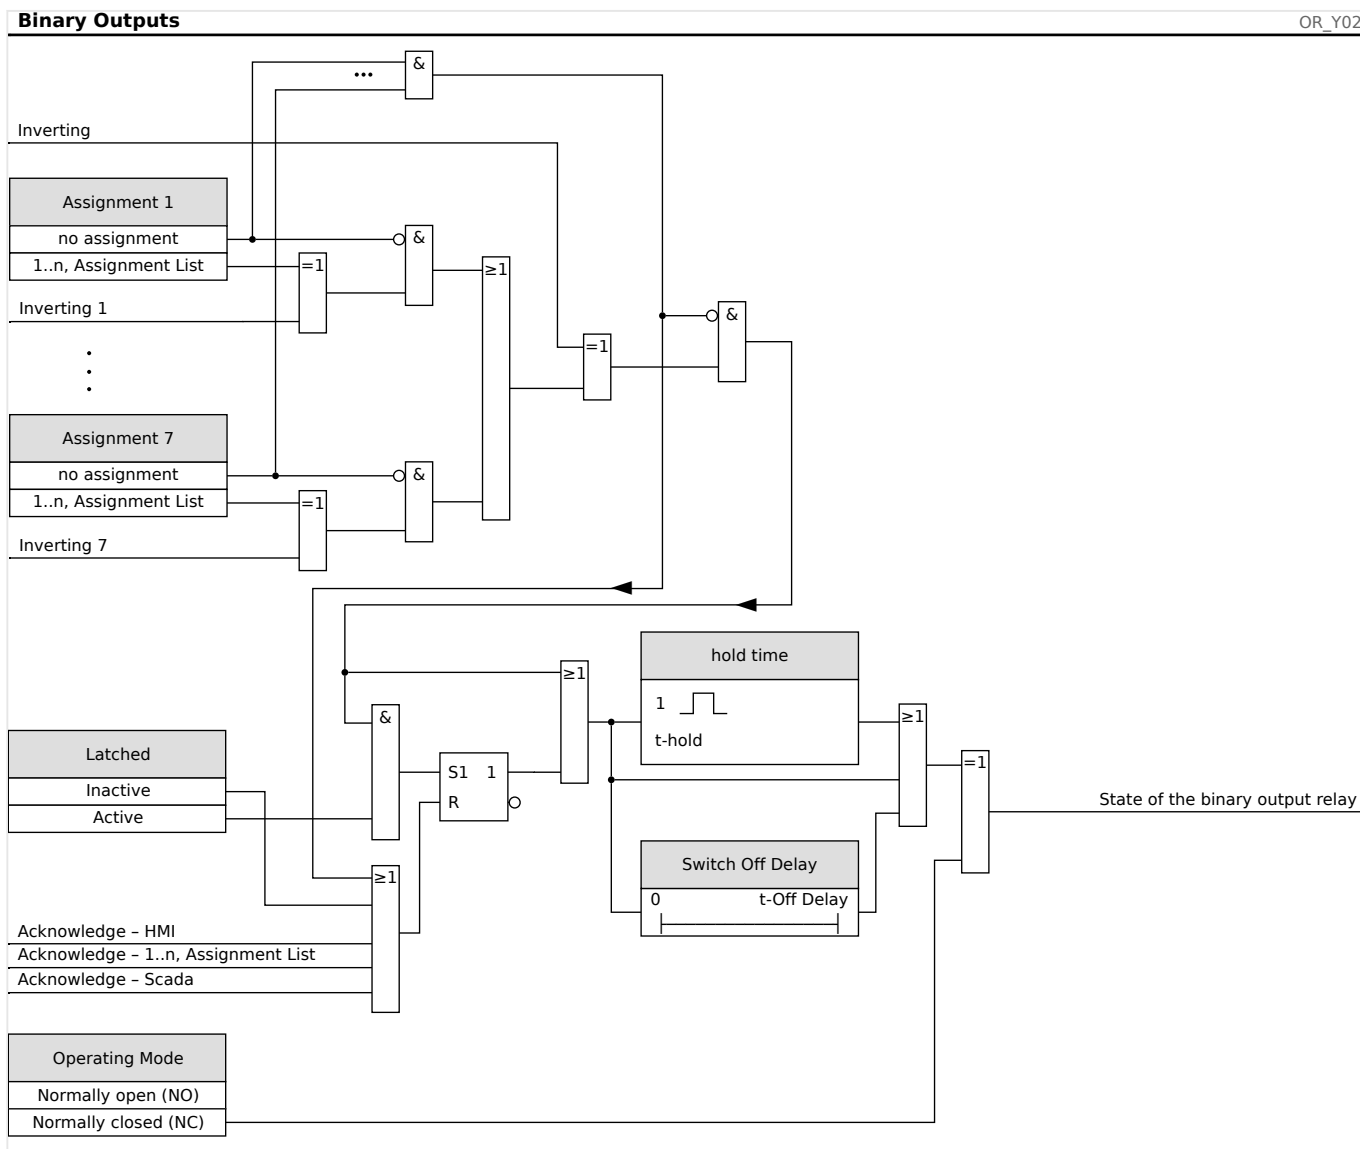 Binary Outputs
OR_Y02
&
...
Inverting
Assignment 1
no assignment
&
1..n, Assignment List
=1
≥1
Inverting 1
&
=1
Assignment 7
no assignment
&
1..n, Assignment List
=1
Inverting 7
hold time
≥1
1
t-hold
&
≥1
Latched
Inactive
Active
S1 1
R
=1
State of the binary output relay
Switch Off Delay
0 t-Off Delay
≥1
Acknowledge – HMI
Acknowledge – 1..n, Assignment List
Acknowledge – Scada
Operating Mode
Normally open (NO)
Normally closed (NC)